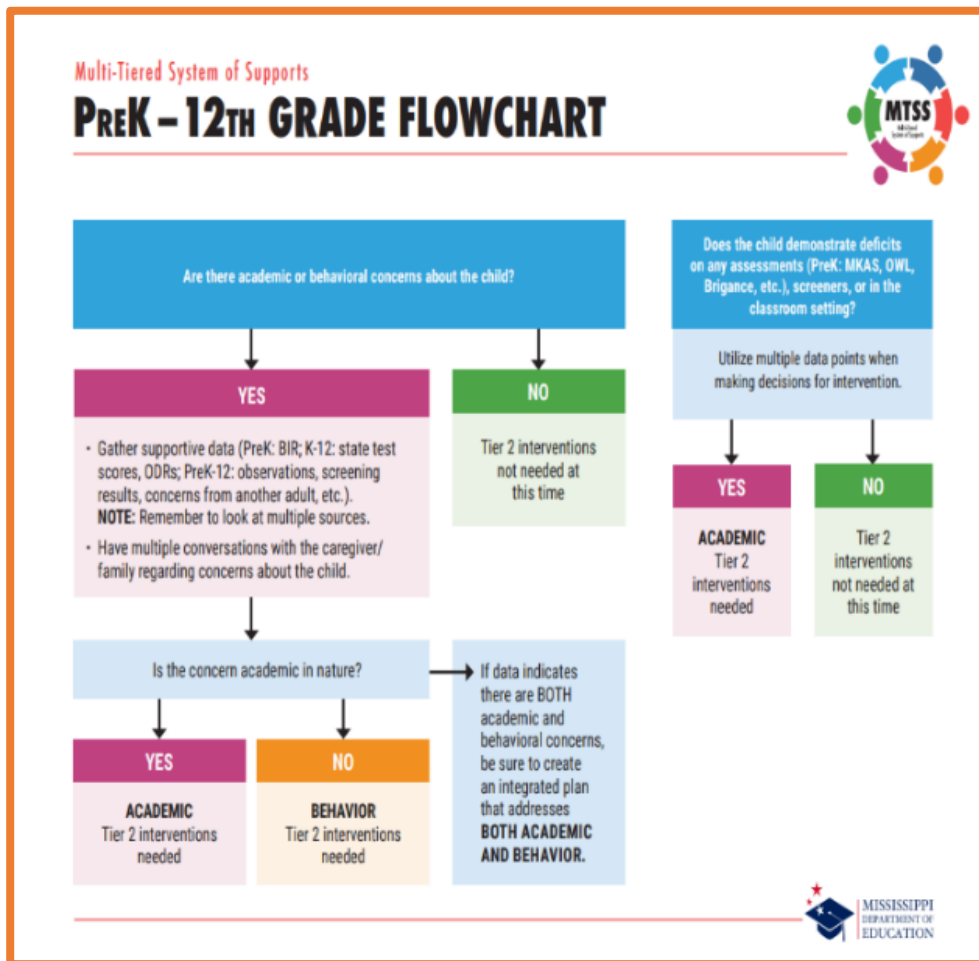 Multi-Tiered System of Supports
PREK – 12TH GRADE FLOWCHART
MTSS
Multi-Tiered
System of Supports
Are there academic or behavioral concerns about the child?
YES
• Gather supportive data (PreK: BIR; K-12: state test
scores, ODRs; PreK-12: observations, screening
results, concerns from another adult, etc.).
NOTE: Remember to look at multiple sources.
• Have multiple conversations with the caregiver/
family regarding concerns about the child.
NO
Tier 2 interventions
not needed at
this time
Is the concern academic in nature?
YES
ACADEMIC
Tier 2 interventions
needed
NO
BEHAVIOR
Tier 2 interventions
needed
If data indicates
there are BOTH
academic and
behavioral concerns,
be sure to create
an integrated plan
that addresses
BOTH ACADEMIC
AND BEHAVIOR.
Does the child demonstrate deficits
on any assessments (PreK: MKAS, OWL,
Brigance, etc.), screeners, or in the
classroom setting?
Utilize multiple data points when
making decisions for intervention.
YES
ACADEMIC
Tier 2
interventions
needed
NO
Tier 2
interventions
not needed at
this time
MISSISSIPPI
DEPARTMENT OF
EDUCATION